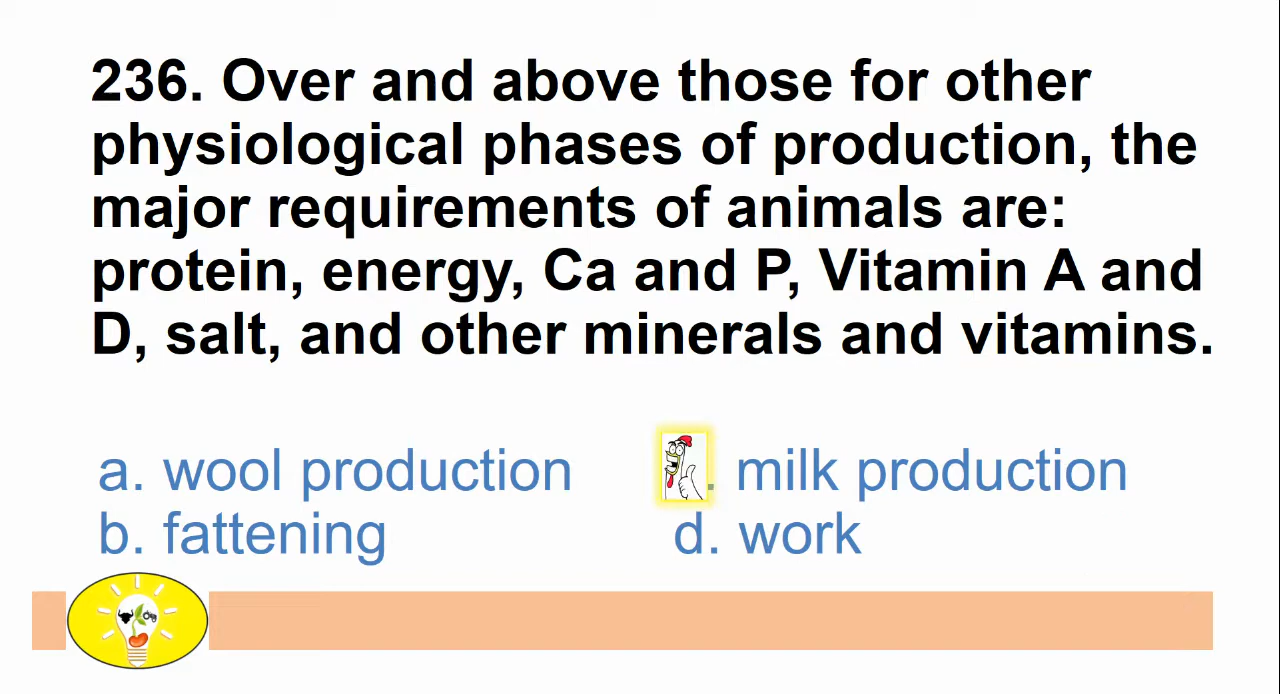 236. Over and above those for other
physiological phases of production, the
major requirements of animals are:
protein, energy, Ca and P, Vitamin A and
D, salt, and other minerals and vitamins.
a. wool production
. milk production
b. fattening
d. work